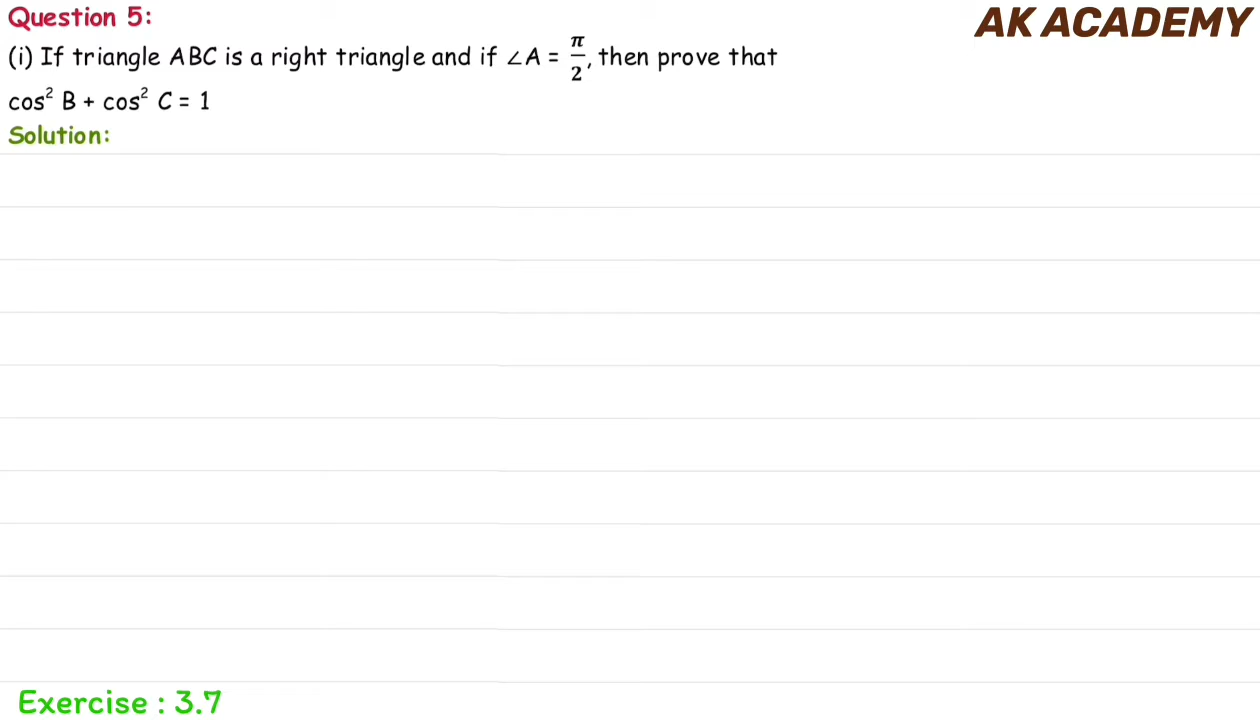 Question 5:
AK ACADEMY
(i) If triangle ABC is a right triangle and if ∠A = π/2, then prove that
cos² B + cos² C = 1
Solution:
Exercise : 3.7